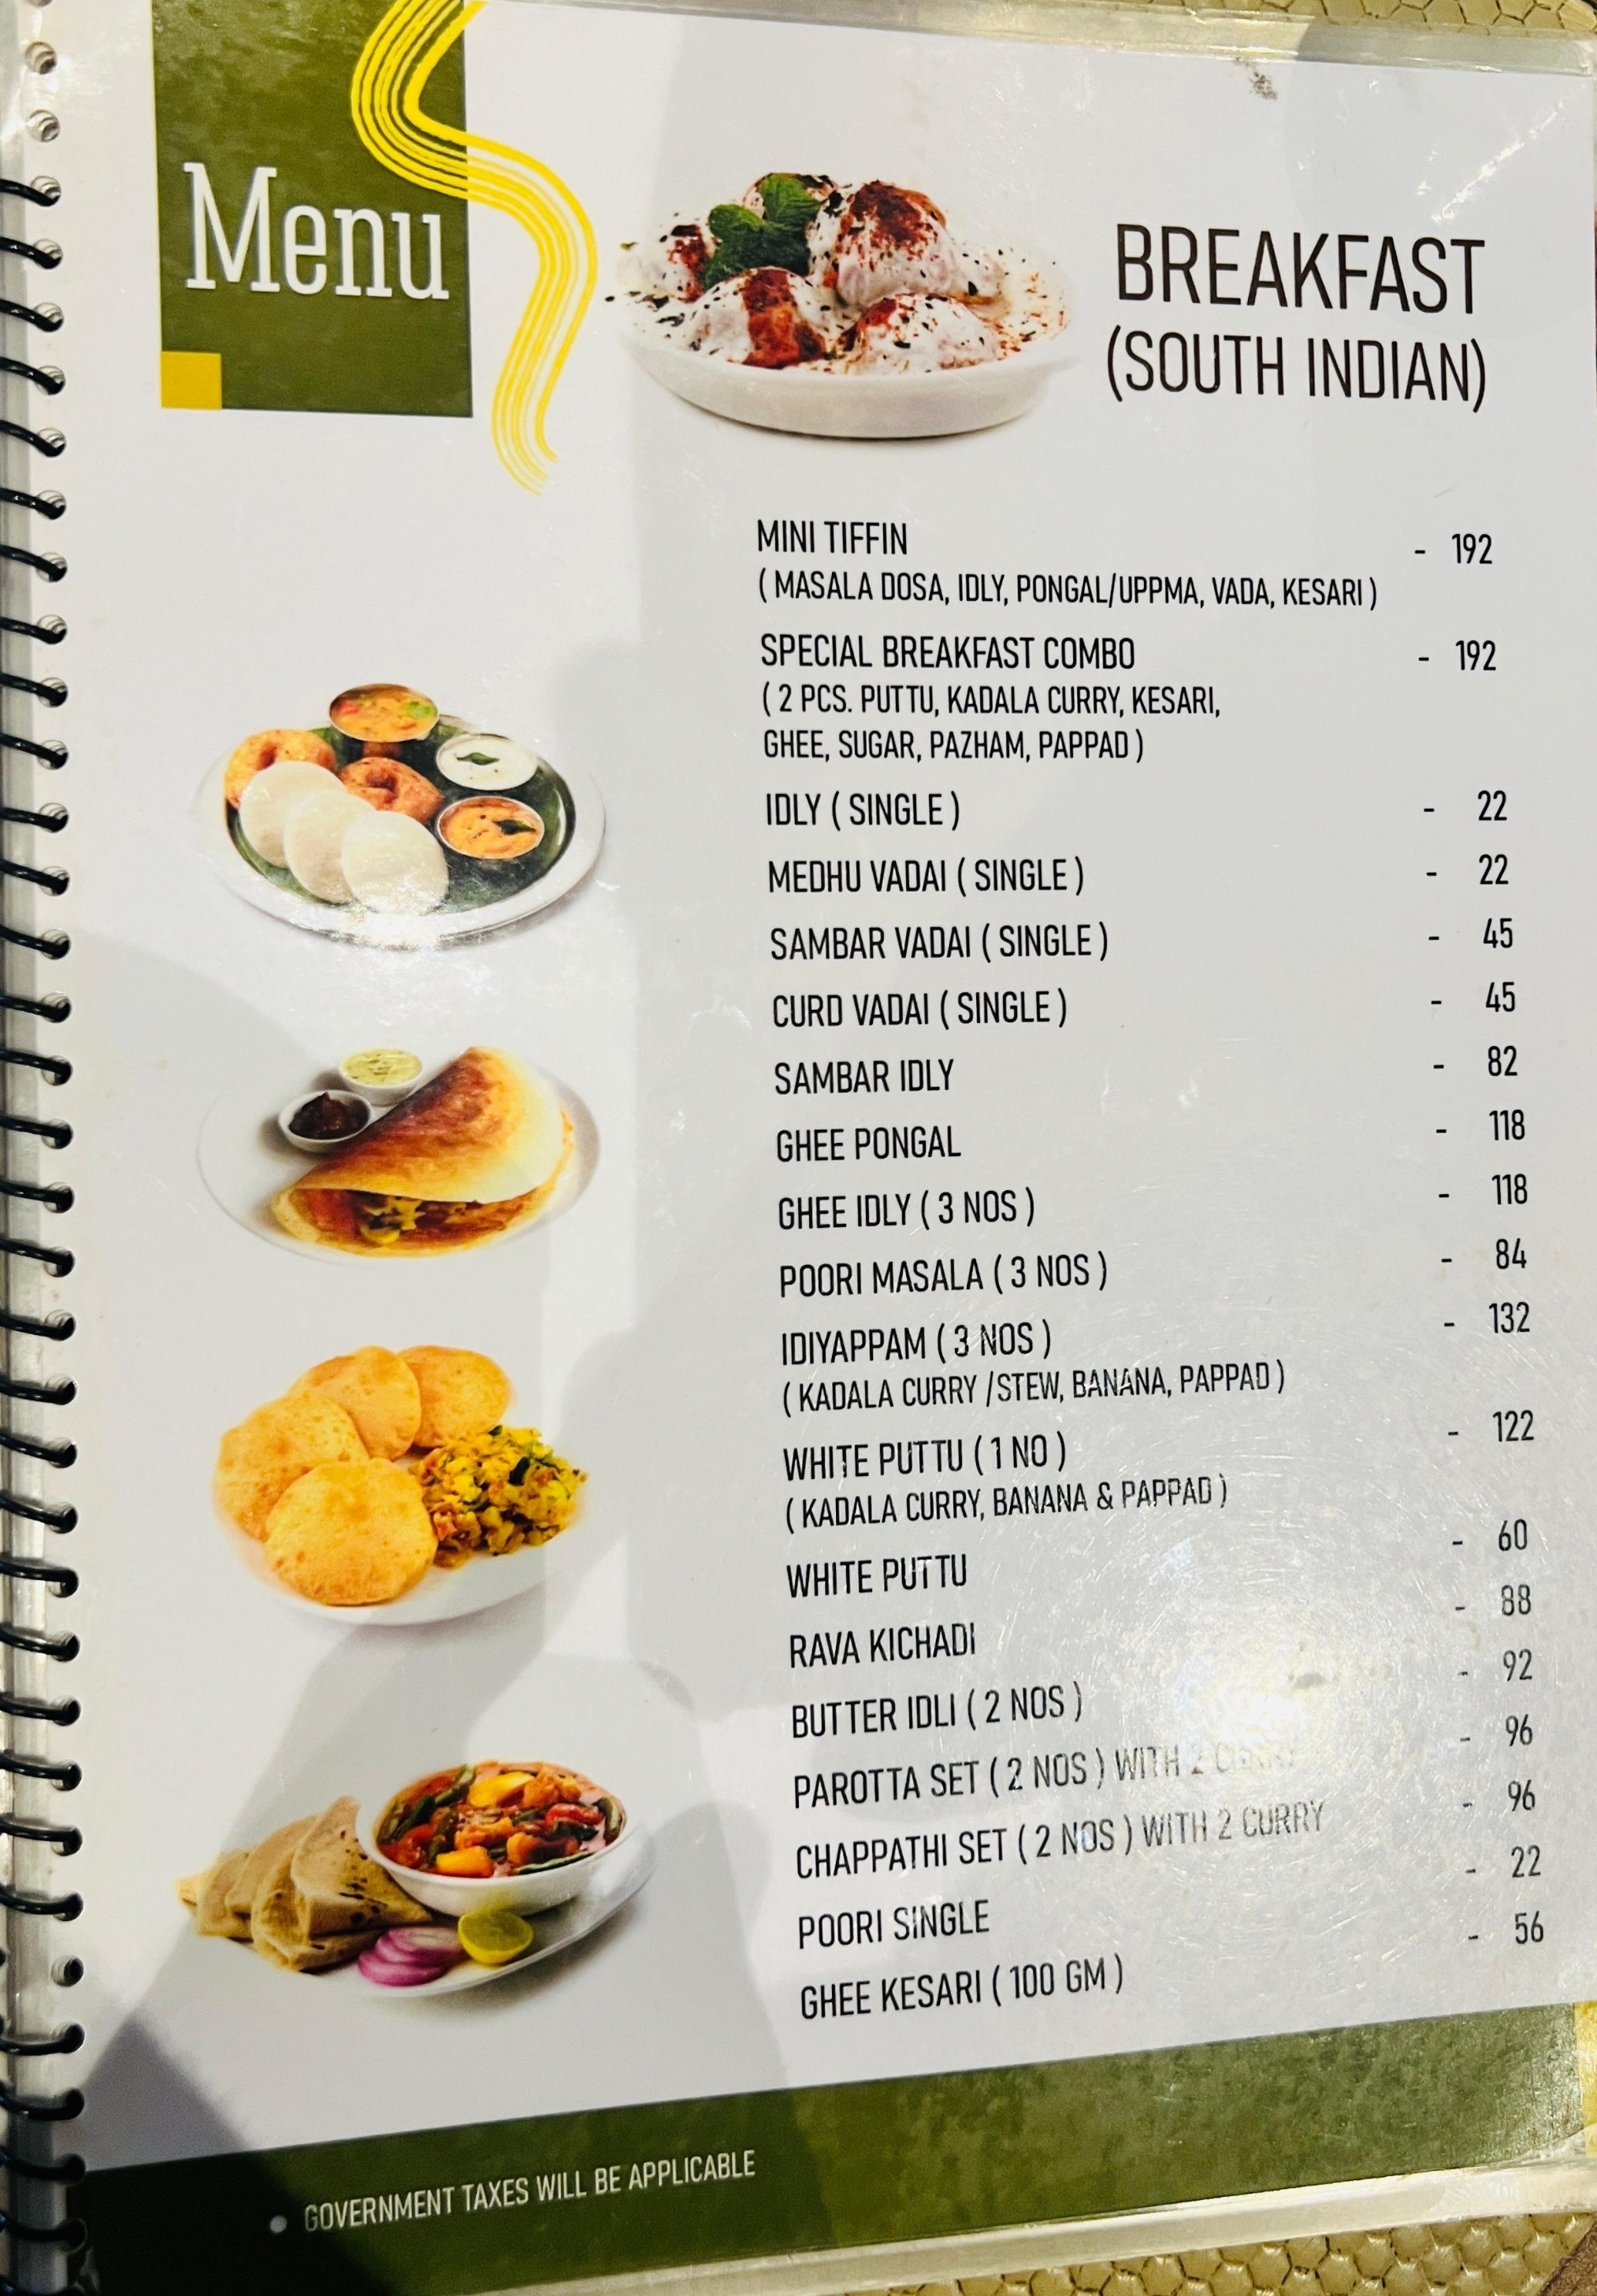 Menu
BREAKFAST
(SOUTH INDIAN)
MINI TIFFIN - 192
( MASALA DOSA, IDLY, PONGAL/UPPMA, VADA, KESARI )
SPECIAL BREAKFAST COMBO - 192
( 2 PCS. PUTTU, KADALA CURRY, KESARI,
GHEE, SUGAR, PAZHAM, PAPPAD )
IDLY ( SINGLE ) - 22
MEDHU VADAI ( SINGLE ) - 22
SAMBAR VADAI ( SINGLE ) - 45
CURD VADAI ( SINGLE ) - 45
SAMBAR IDLY - 82
GHEE PONGAL - 118
GHEE IDLY ( 3 NOS ) - 118
POORI MASALA ( 3 NOS ) - 84
IDIYAPPAM ( 3 NOS ) - 132
( KADALA CURRY / STEW, BANANA, PAPPAD )
WHITE PUTTU ( 1 NO ) - 122
( KADALA CURRY, BANANA & PAPPAD )
WHITE PUTTU - 60
RAVA KICHADI - 88
BUTTER IDLI ( 2 NOS ) - 92
PAROTTA SET ( 2 NOS ) WITH 2 CURRY - 96
CHAPPATHI SET ( 2 NOS ) WITH 2 CURRY - 96
POORI SINGLE - 22
GHEE KESARI ( 100 GM ) - 56
• GOVERNMENT TAXES WILL BE APPLICABLE